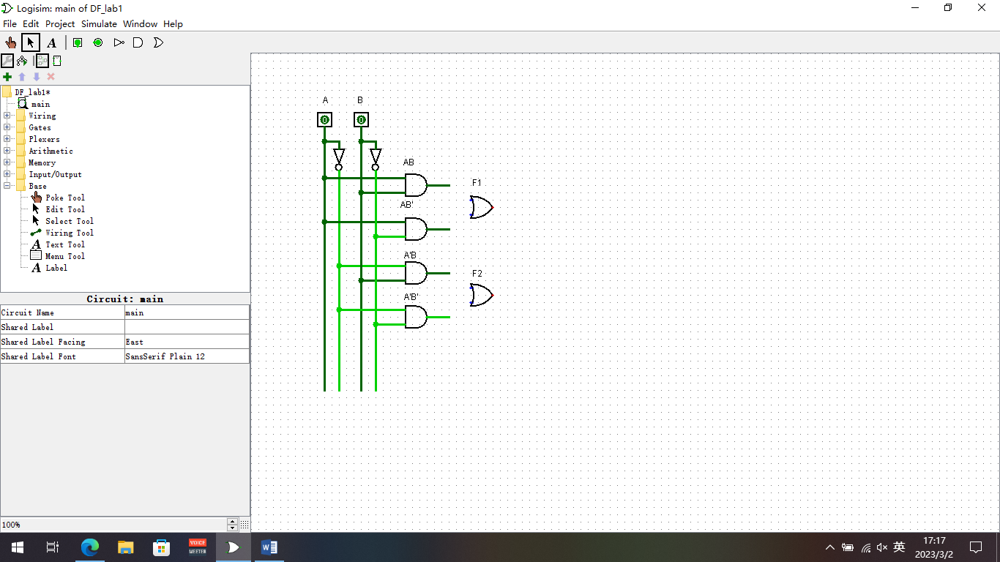 Logisim: main of DF_lab1
File Edit Project Simulate Window Help
A
DF_lab1*
main
Wiring
Gates
Plexers
Arithmetic
Memory
Input/Output
Base
Poke Tool
Edit Tool
Select Tool
Wiring Tool
A Text Tool
Menu Tool
A Label
Circuit: main
Circuit Name main
Shared Label
Shared Label Facing East
Shared Label Font SansSerif Plain 12
100%
A B
0 0
AB
F1
AB'
A'B
F2
A'B'
VOICE
MEETER
W
英
17:17
2023/3/2